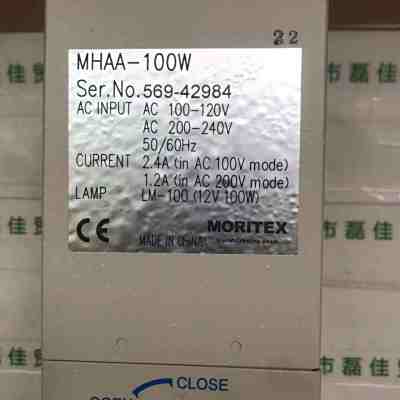 22
MHAA-100W
Ser.No.569-42984
AC INPUT AC 100-120V
AC 200-240V
50/60Hz
CURRENT 2.4A(in AC 100V mode)
1.2A(in AC 200V mode)
LAMP LM-100 (12V 100W)
CE MADE IN CHINA MORITEX
CLOSE
OPEN
市磊佳贸
市磊佳